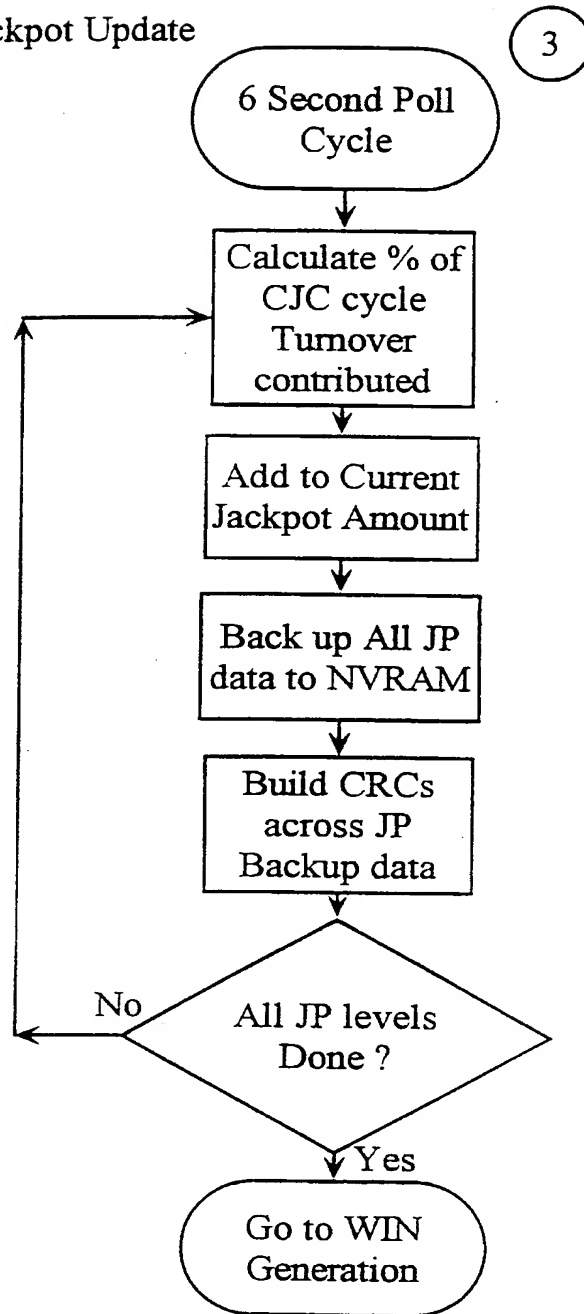 ckpot Update
3
6 Second Poll
Cycle
Calculate % of
CJC cycle
Turnover
contributed
Add to Current
Jackpot Amount
Back up All JP
data to NVRAM
Build CRCs
across JP
Backup data
No
All JP levels
Done ?
Yes
Go to WIN
Generation